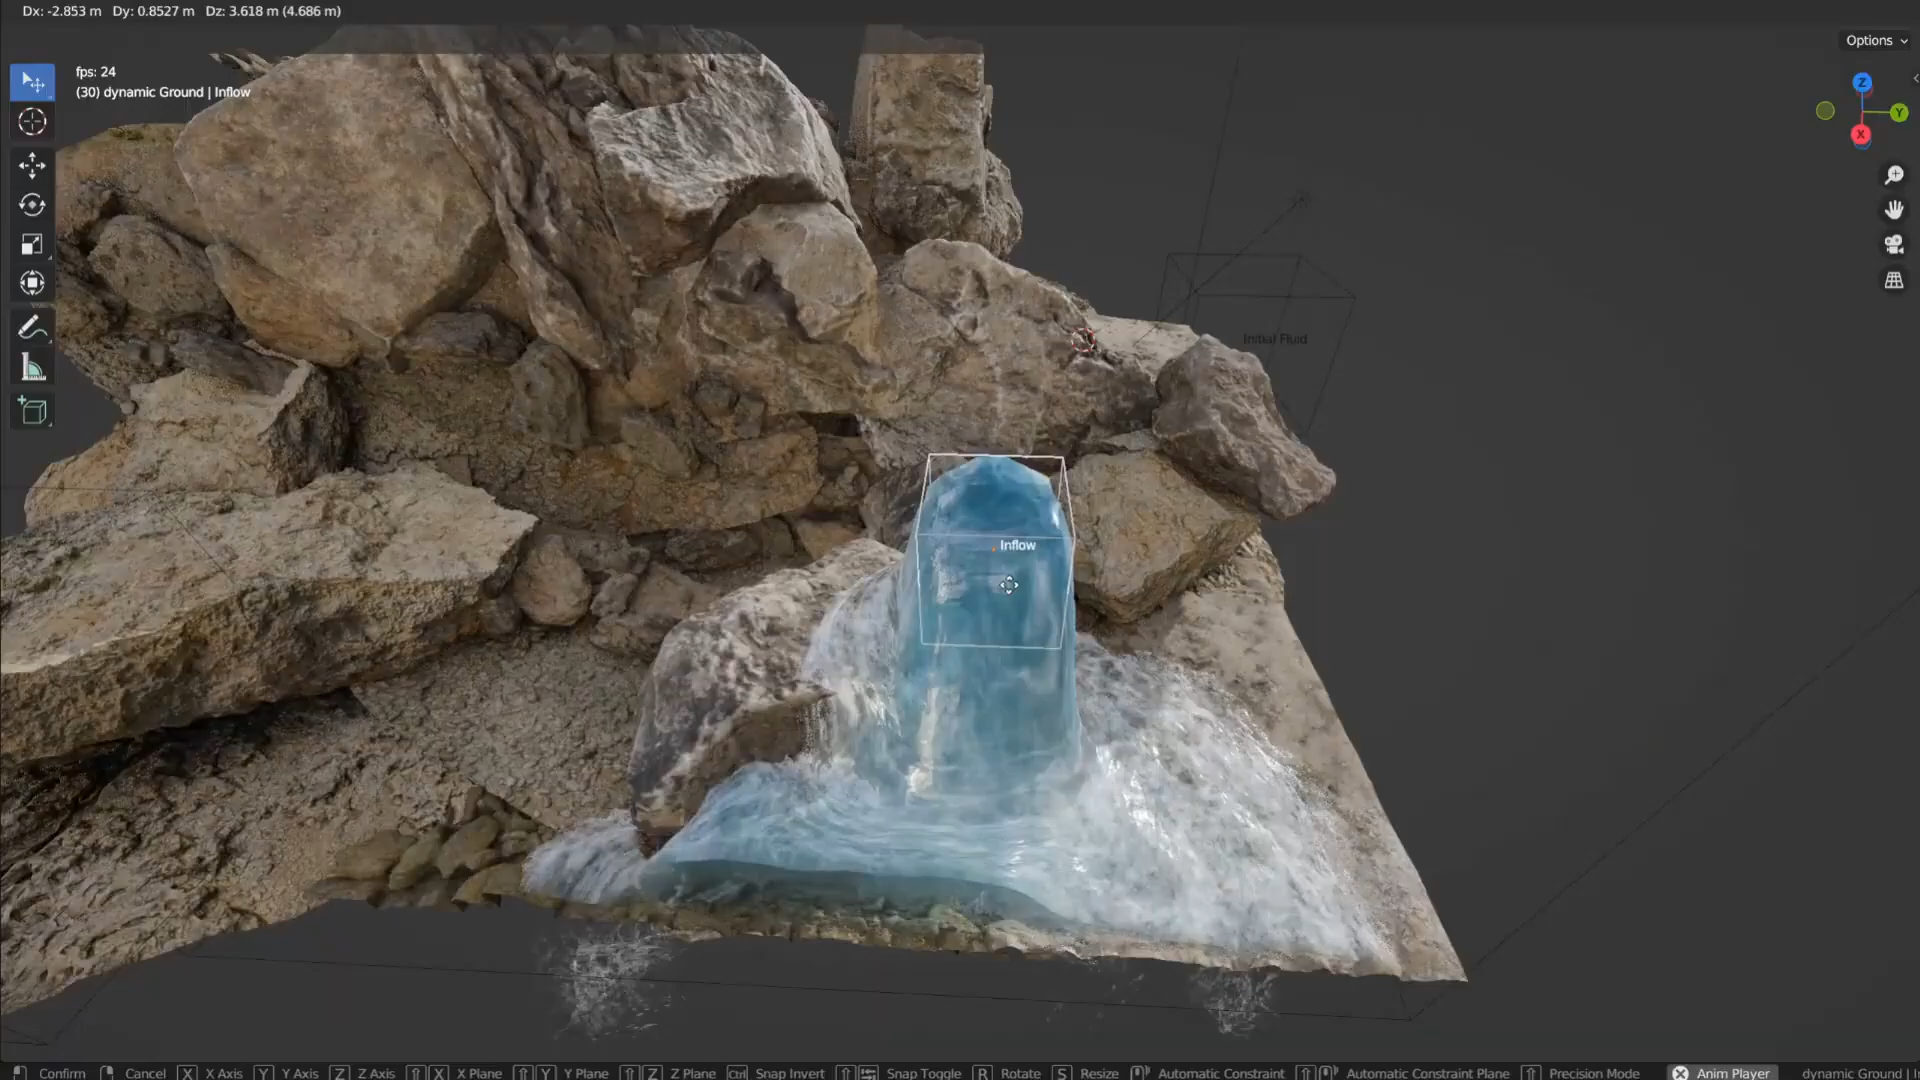 Dx: -2.853 m Dy: 0.8527 m Dz: 3.618 m (4.686 m)
Options
fps: 24
(30) dynamic Ground | Inflow
Z
Y
X
Initial Fluid
Inflow
Confirm Cancel X X Axis Y Y Axis Z Z Axis X X Plane Y Y Plane Z Z Plane Ctrl Snap Invert Snap Toggle R Rotate S Resize Automatic Constraint Automatic Constraint Plane Precision Mode Anim Player dynamic Ground | I